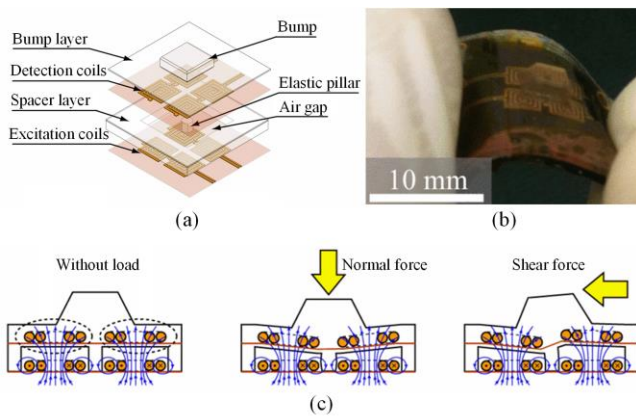 Bump layer
Bump
Detection coils
Elastic pillar
Spacer layer
Air gap
Excitation coils
10 mm
(a)
(b)
Without load
Normal force
Shear force
(c)